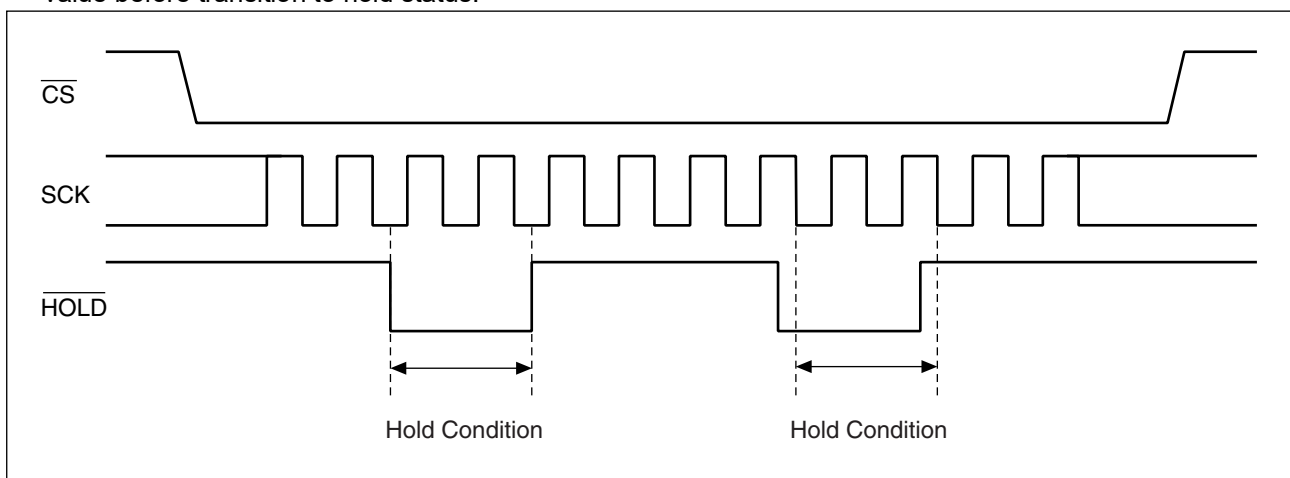 value before transition to hold status.
CS
SCK
HOLD
Hold Condition
Hold Condition